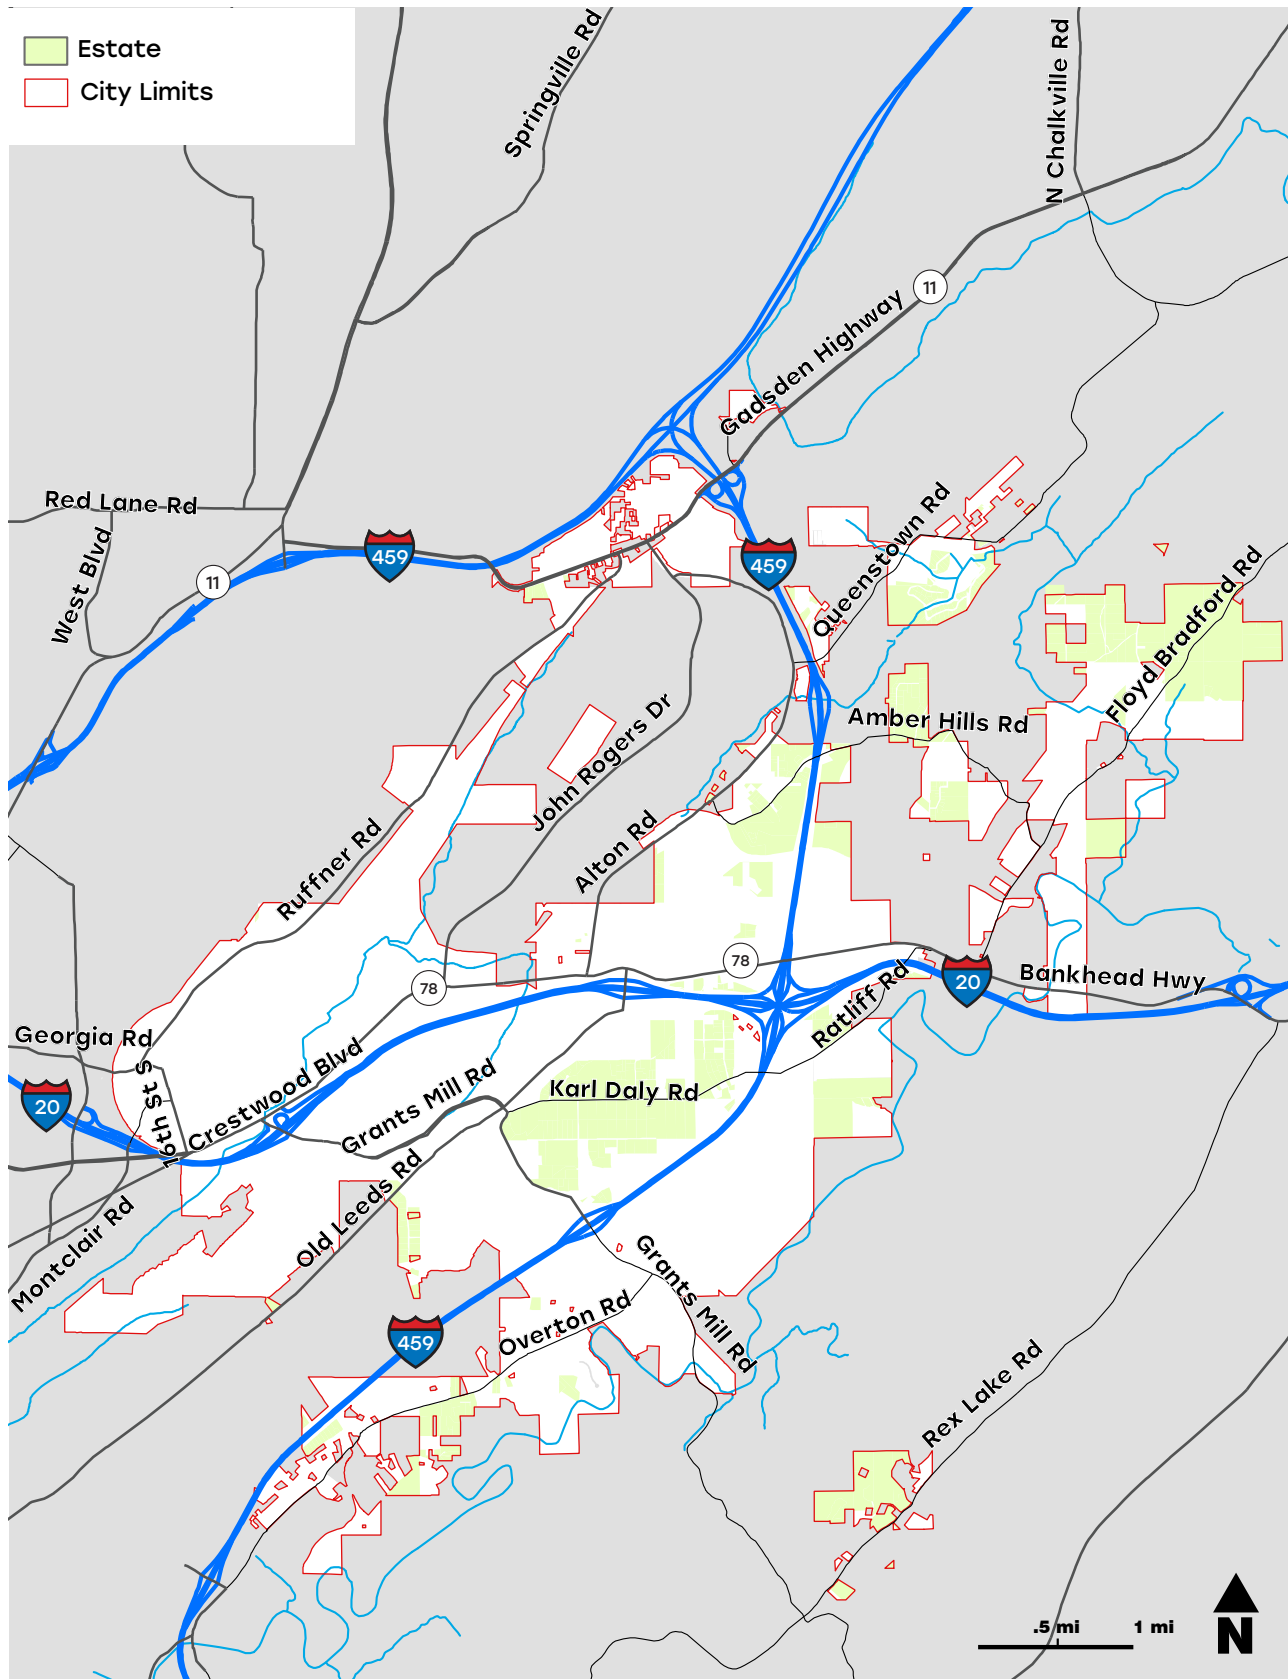 Estate
City Limits
Springville Rd
N Chalkville Rd
11
Gadsden Highway
Red Lane Rd
West Blvd
459
11
459
Queenstown Rd
Floyd Bradford Rd
Amber Hills Rd
John Rogers Dr
Ruffner Rd
Alton Rd
78
78
20
Bankhead Hwy
Ratliff Rd
Georgia Rd
16th St S
Crestwood Blvd
20
Grants Mill Rd
Karl Daly Rd
Old Leeds Rd
Montclair Rd
Grants Mill Rd
Overton Rd
459
Rex Lake Rd
.5 mi
1 mi
N